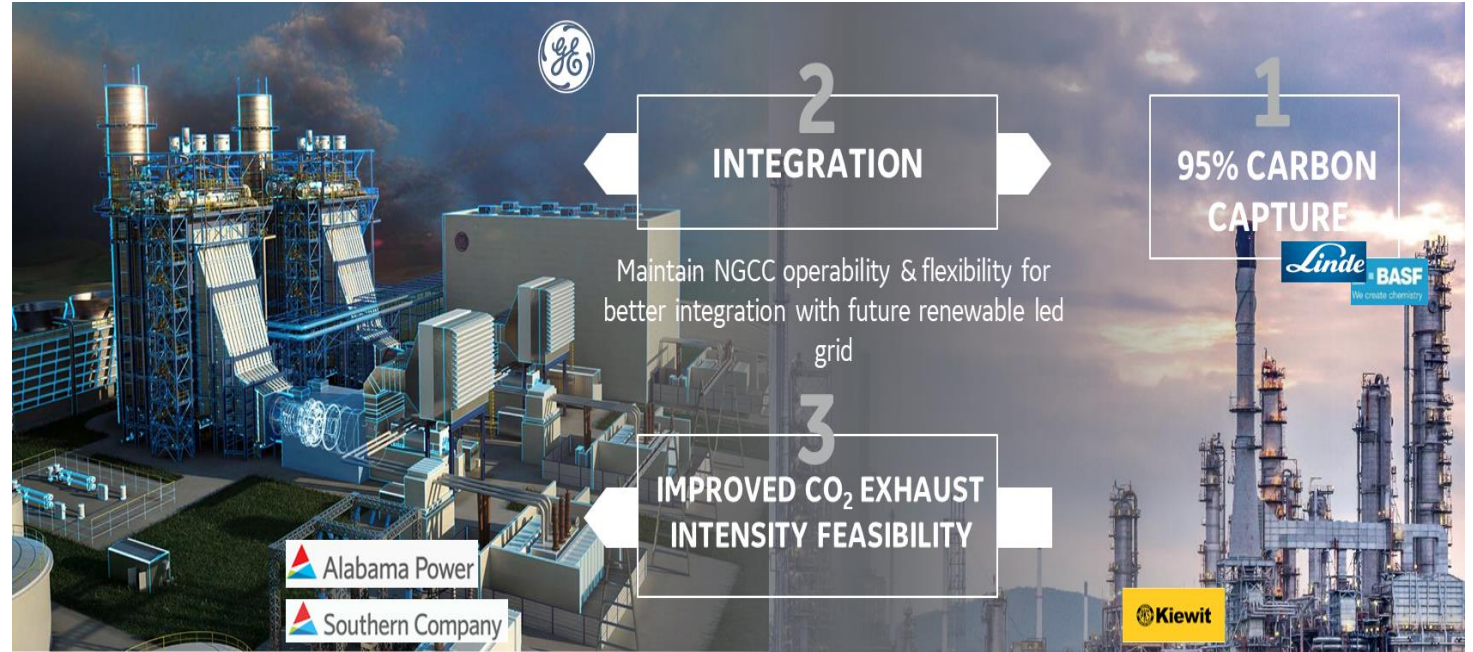 GE
2
INTEGRATION
Maintain NGCC operability & flexibility for
better integration with future renewable led
grid
3
IMPROVED CO₂ EXHAUST
INTENSITY FEASIBILITY
1
95% CARBON
CAPTURE
Linde
BASF
We create chemistry
Alabama Power
Southern Company
Kiewit